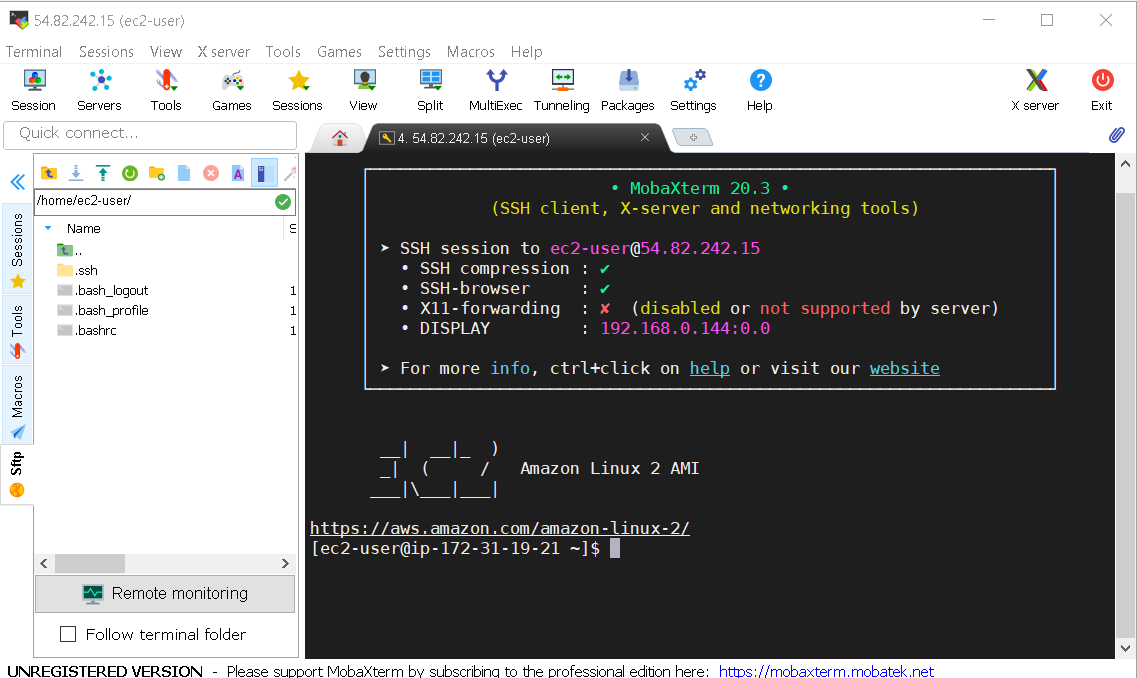 54.82.242.15 (ec2-user)
Terminal Sessions View X server Tools Games Settings Macros Help
Session Servers Tools Games Sessions View Split MultiExec Tunneling Packages Settings Help X server Exit
Quick connect...
4. 54.82.242.15 (ec2-user)
/home/ec2-user/
Name
..
.ssh
.bash_logout 1
.bash_profile 1
.bashrc 1
Sessions
Tools
Macros
Sftp
Remote monitoring
Follow terminal folder
• MobaXterm 20.3 •
(SSH client, X-server and networking tools)
➤ SSH session to ec2-user@54.82.242.15
• SSH compression : ✔
• SSH-browser : ✔
• X11-forwarding : ✘ (disabled or not supported by server)
• DISPLAY : 192.168.0.144:0.0
➤ For more info, ctrl+click on help or visit our website
__| __|_ )
_| ( / Amazon Linux 2 AMI
___|\___|___|
https://aws.amazon.com/amazon-linux-2/
[ec2-user@ip-172-31-19-21 ~]$
UNREGISTERED VERSION - Please support MobaXterm by subscribing to the professional edition here: https://mobaxterm.mobatek.net